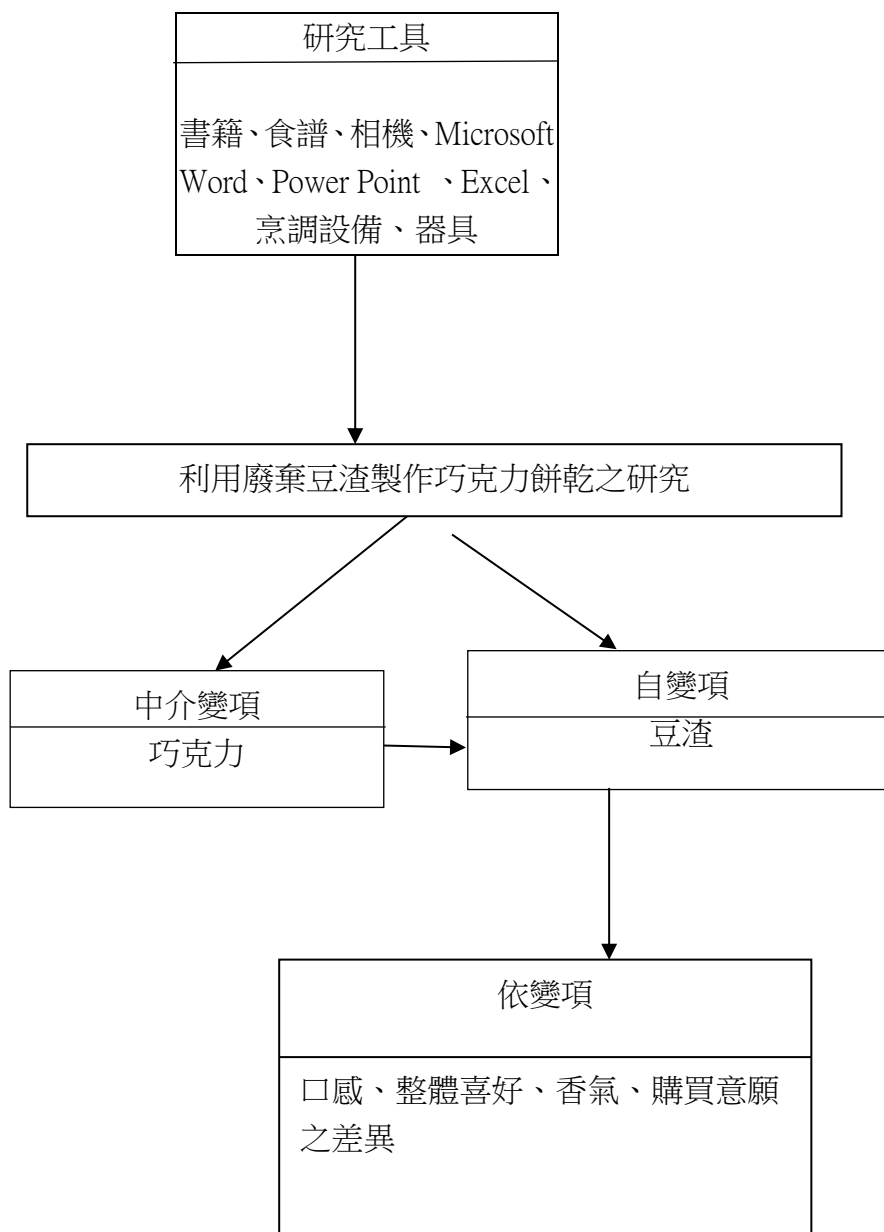 研究工具
書籍、食譜、相機、Microsoft
Word、Power Point 、Excel、
烹調設備、器具
利用廢棄豆渣製作巧克力餅乾之研究
中介變項
巧克力
自變項
豆渣
依變項
口感、整體喜好、香氣、購買意願
之差異